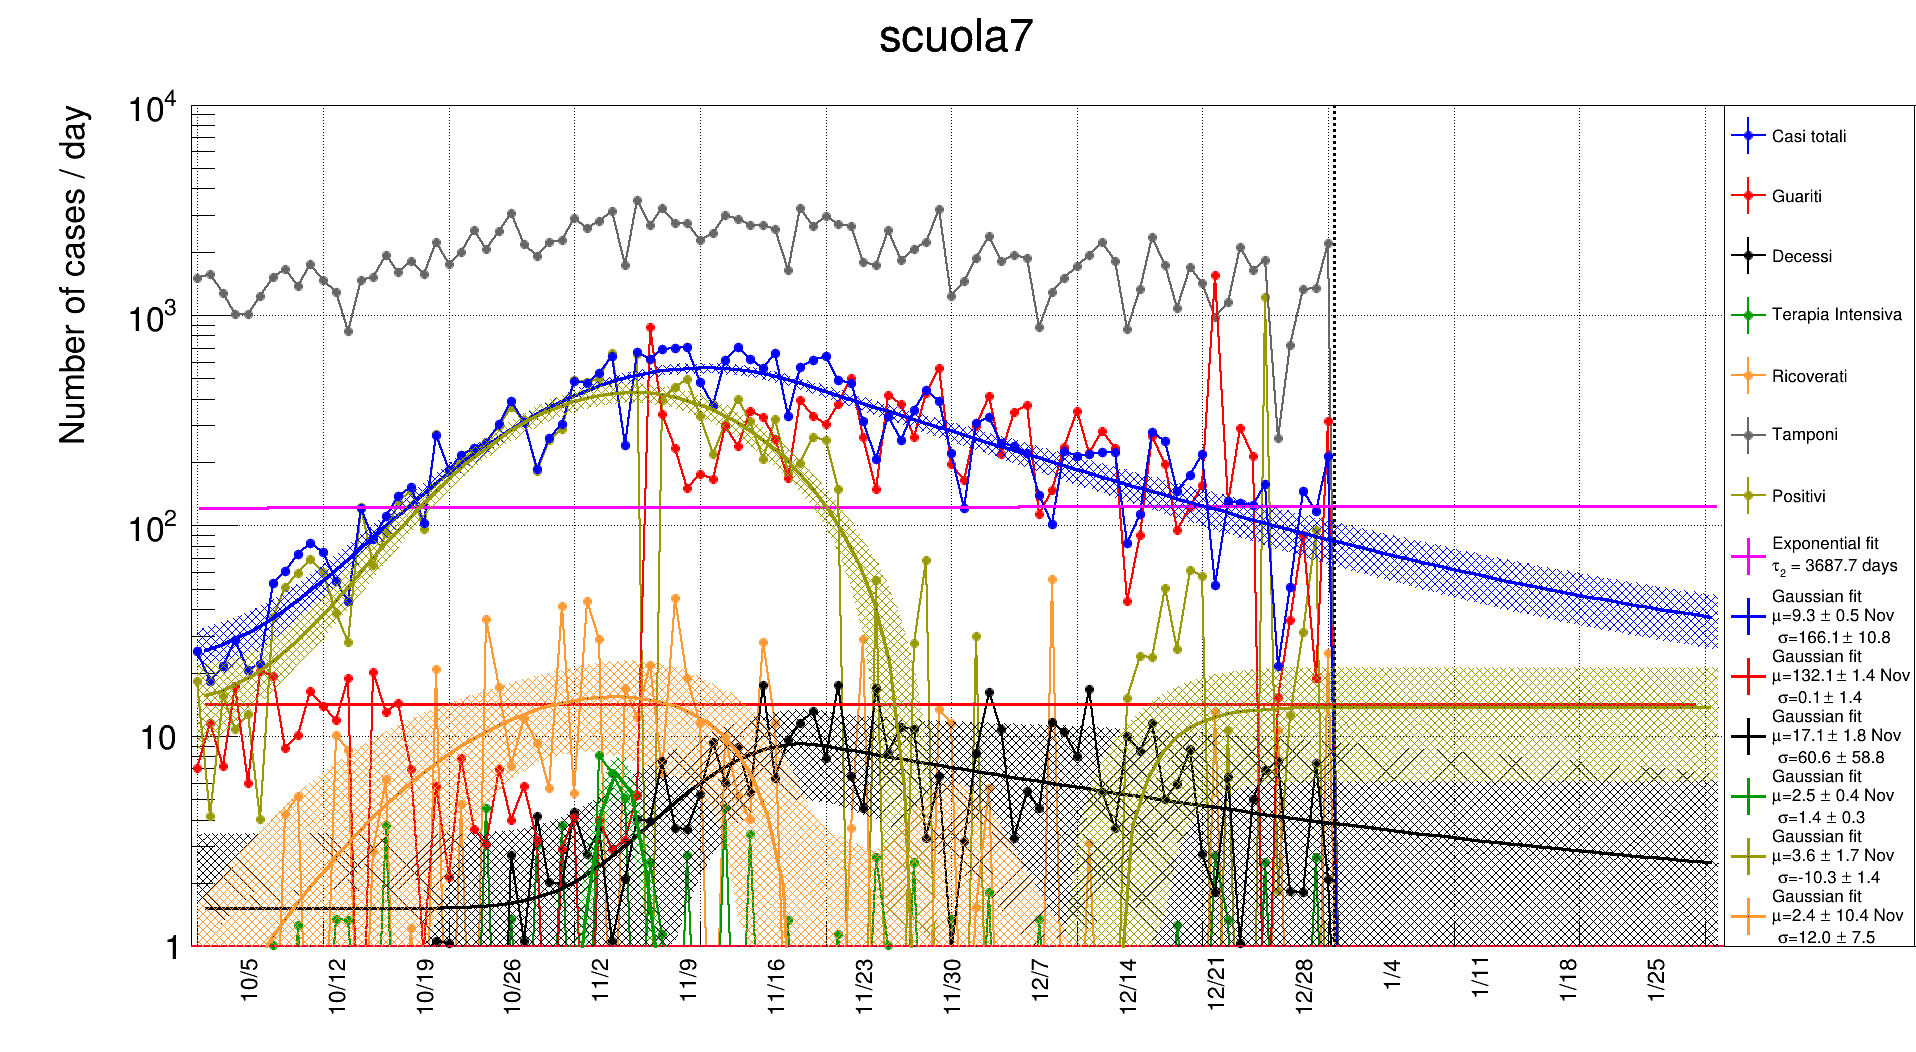 scuola7
Number of cases / day
10^4
10^3
10^2
10
1
10/5
10/12
10/19
10/26
11/2
11/9
11/16
11/23
11/30
12/7
12/14
12/21
12/28
1/4
1/11
1/18
1/25
Casi totali
Guariti
Decessi
Terapia Intensiva
Ricoverati
Tamponi
Positivi
Exponential fit
τ2 = 3687.7 days
Gaussian fit
μ=9.3 ± 0.5 Nov
σ=166.1 ± 10.8
Gaussian fit
μ=132.1 ± 1.4 Nov
σ=0.1 ± 1.4
Gaussian fit
μ=17.1 ± 1.8 Nov
σ=60.6 ± 58.8
Gaussian fit
μ=2.5 ± 0.4 Nov
σ=1.4 ± 0.3
Gaussian fit
μ=3.6 ± 1.7 Nov
σ=-10.3 ± 1.4
Gaussian fit
μ=2.4 ± 10.4 Nov
σ=12.0 ± 7.5